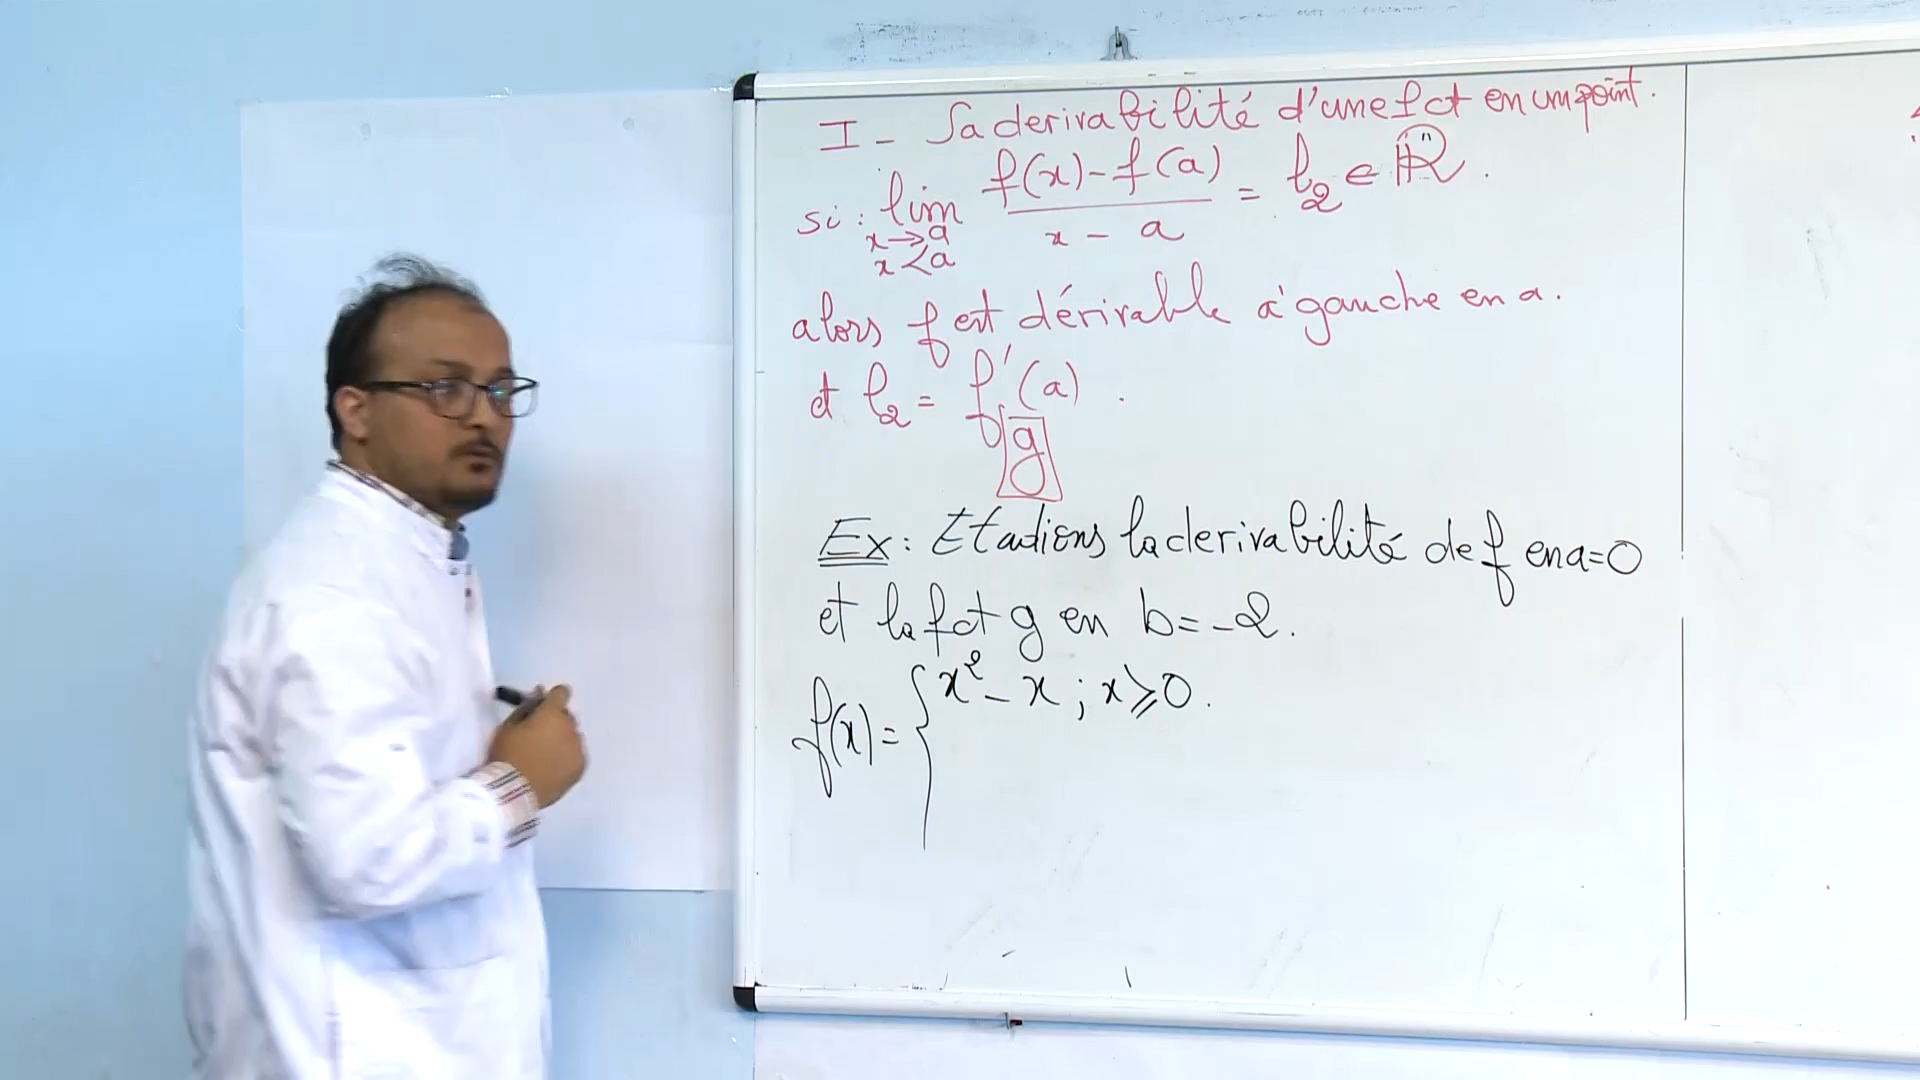 I - La derivabilité d'une fct en un point.
si : lim f(x)-f(a) / x - a = l2 ∈ ℝ.
x→a
x<a
alors f est dérivable à gauche en a.
et l2 = f'g(a).
Ex : Etudions la derivabilité de f en a=0
et la fct g en b=-2.
f(x) = { x² - x ; x ⩾ 0.